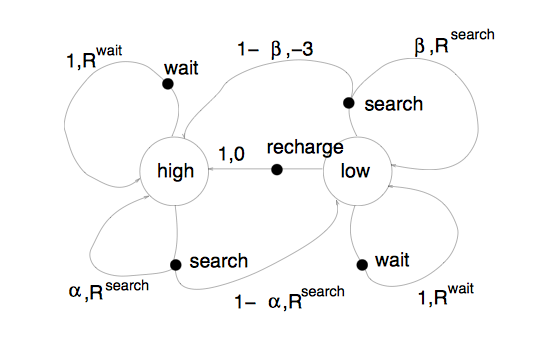 1- β,-3
β,R^search
1,R^wait
wait
search
recharge
1,0
high
low
search
wait
α,R^search
1- α,R^search
1,R^wait